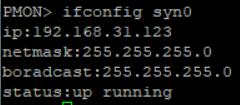 PMON> ifconfig syn0
ip:192.168.31.123
netmask:255.255.255.0
boradcast:255.255.255.0
status:up running